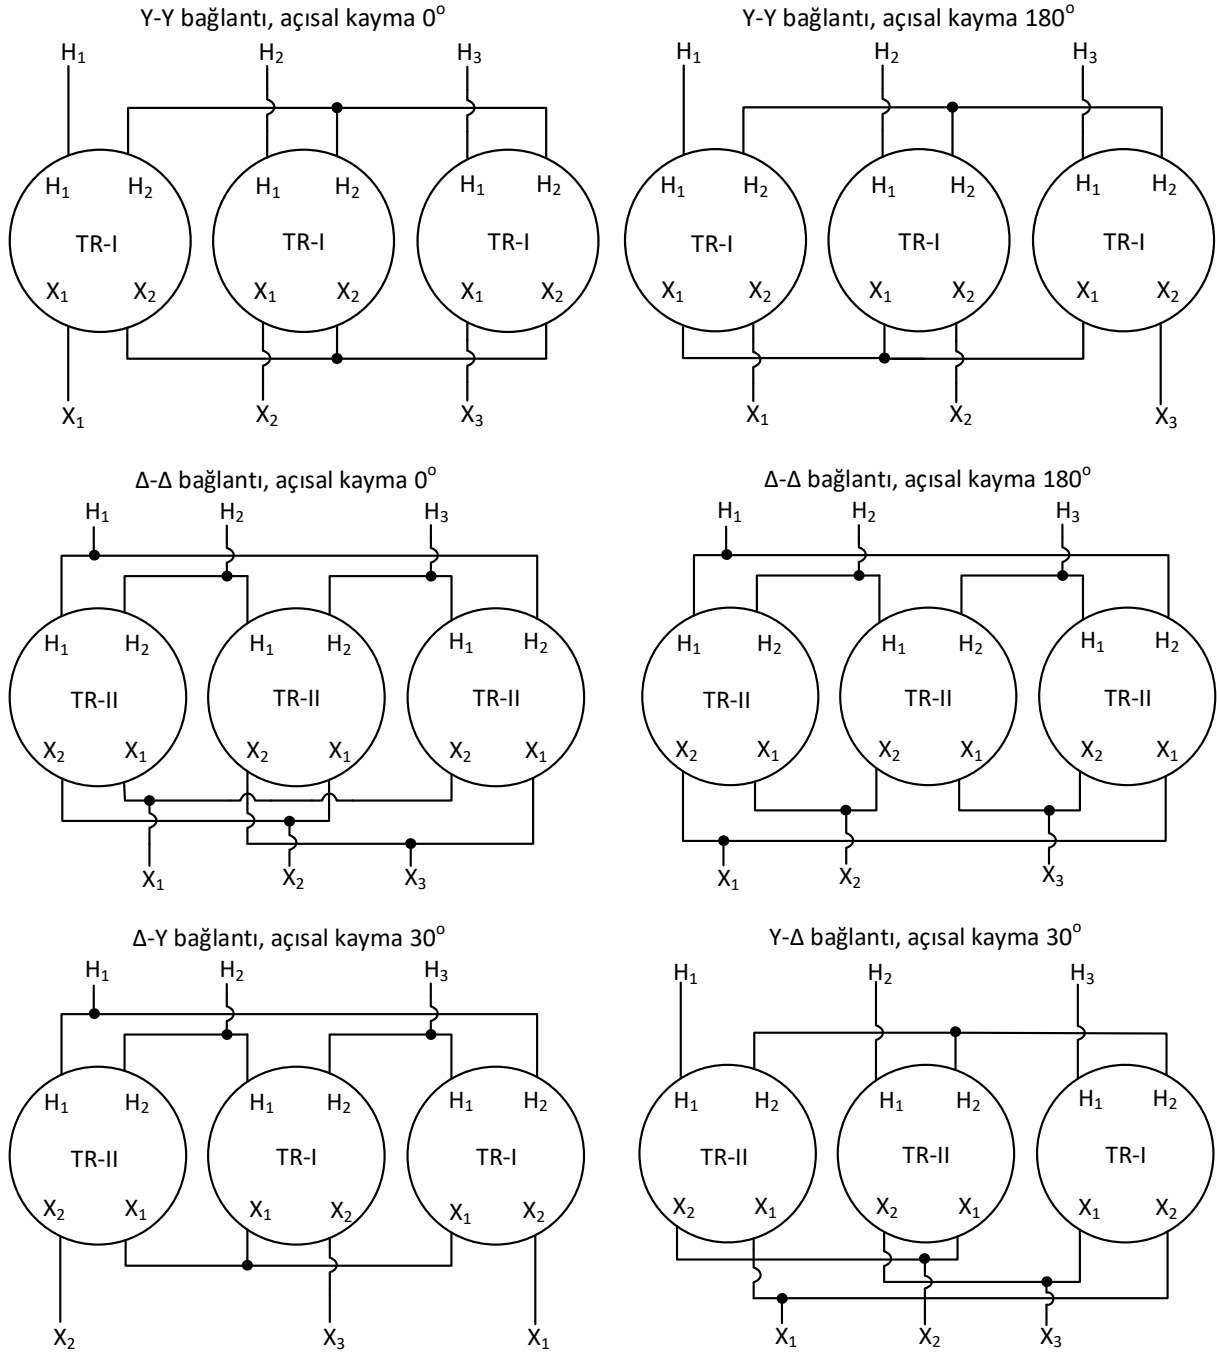 Y-Y bağlantı, açısal kayma 0°
H₁ H₂ H₃
H₁ H₂ H₁ H₂ H₁ H₂
TR-I TR-I TR-I
X₁ X₂ X₁ X₂ X₁ X₂
X₁ X₂ X₃
Y-Y bağlantı, açısal kayma 180°
H₁ H₂ H₃
H₁ H₂ H₁ H₂ H₁ H₂
TR-I TR-I TR-I
X₁ X₂ X₁ X₂ X₁ X₂
X₁ X₂ X₃
Δ-Δ bağlantı, açısal kayma 0°
H₁ H₂ H₃
H₁ H₂ H₁ H₂ H₁ H₂
TR-II TR-II TR-II
X₂ X₁ X₂ X₁ X₂ X₁
X₁ X₂ X₃
Δ-Δ bağlantı, açısal kayma 180°
H₁ H₂ H₃
H₁ H₂ H₁ H₂ H₁ H₂
TR-II TR-II TR-II
X₂ X₁ X₂ X₁ X₂ X₁
X₁ X₂ X₃
Δ-Y bağlantı, açısal kayma 30°
H₁ H₂ H₃
H₁ H₂ H₁ H₂ H₁ H₂
TR-II TR-I TR-I
X₂ X₁ X₁ X₂ X₁ X₂
X₂ X₃ X₁
Y-Δ bağlantı, açısal kayma 30°
H₁ H₂ H₃
H₁ H₂ H₁ H₂ H₁ H₂
TR-II TR-II TR-I
X₂ X₁ X₂ X₁ X₁ X₂
X₁ X₂ X₃